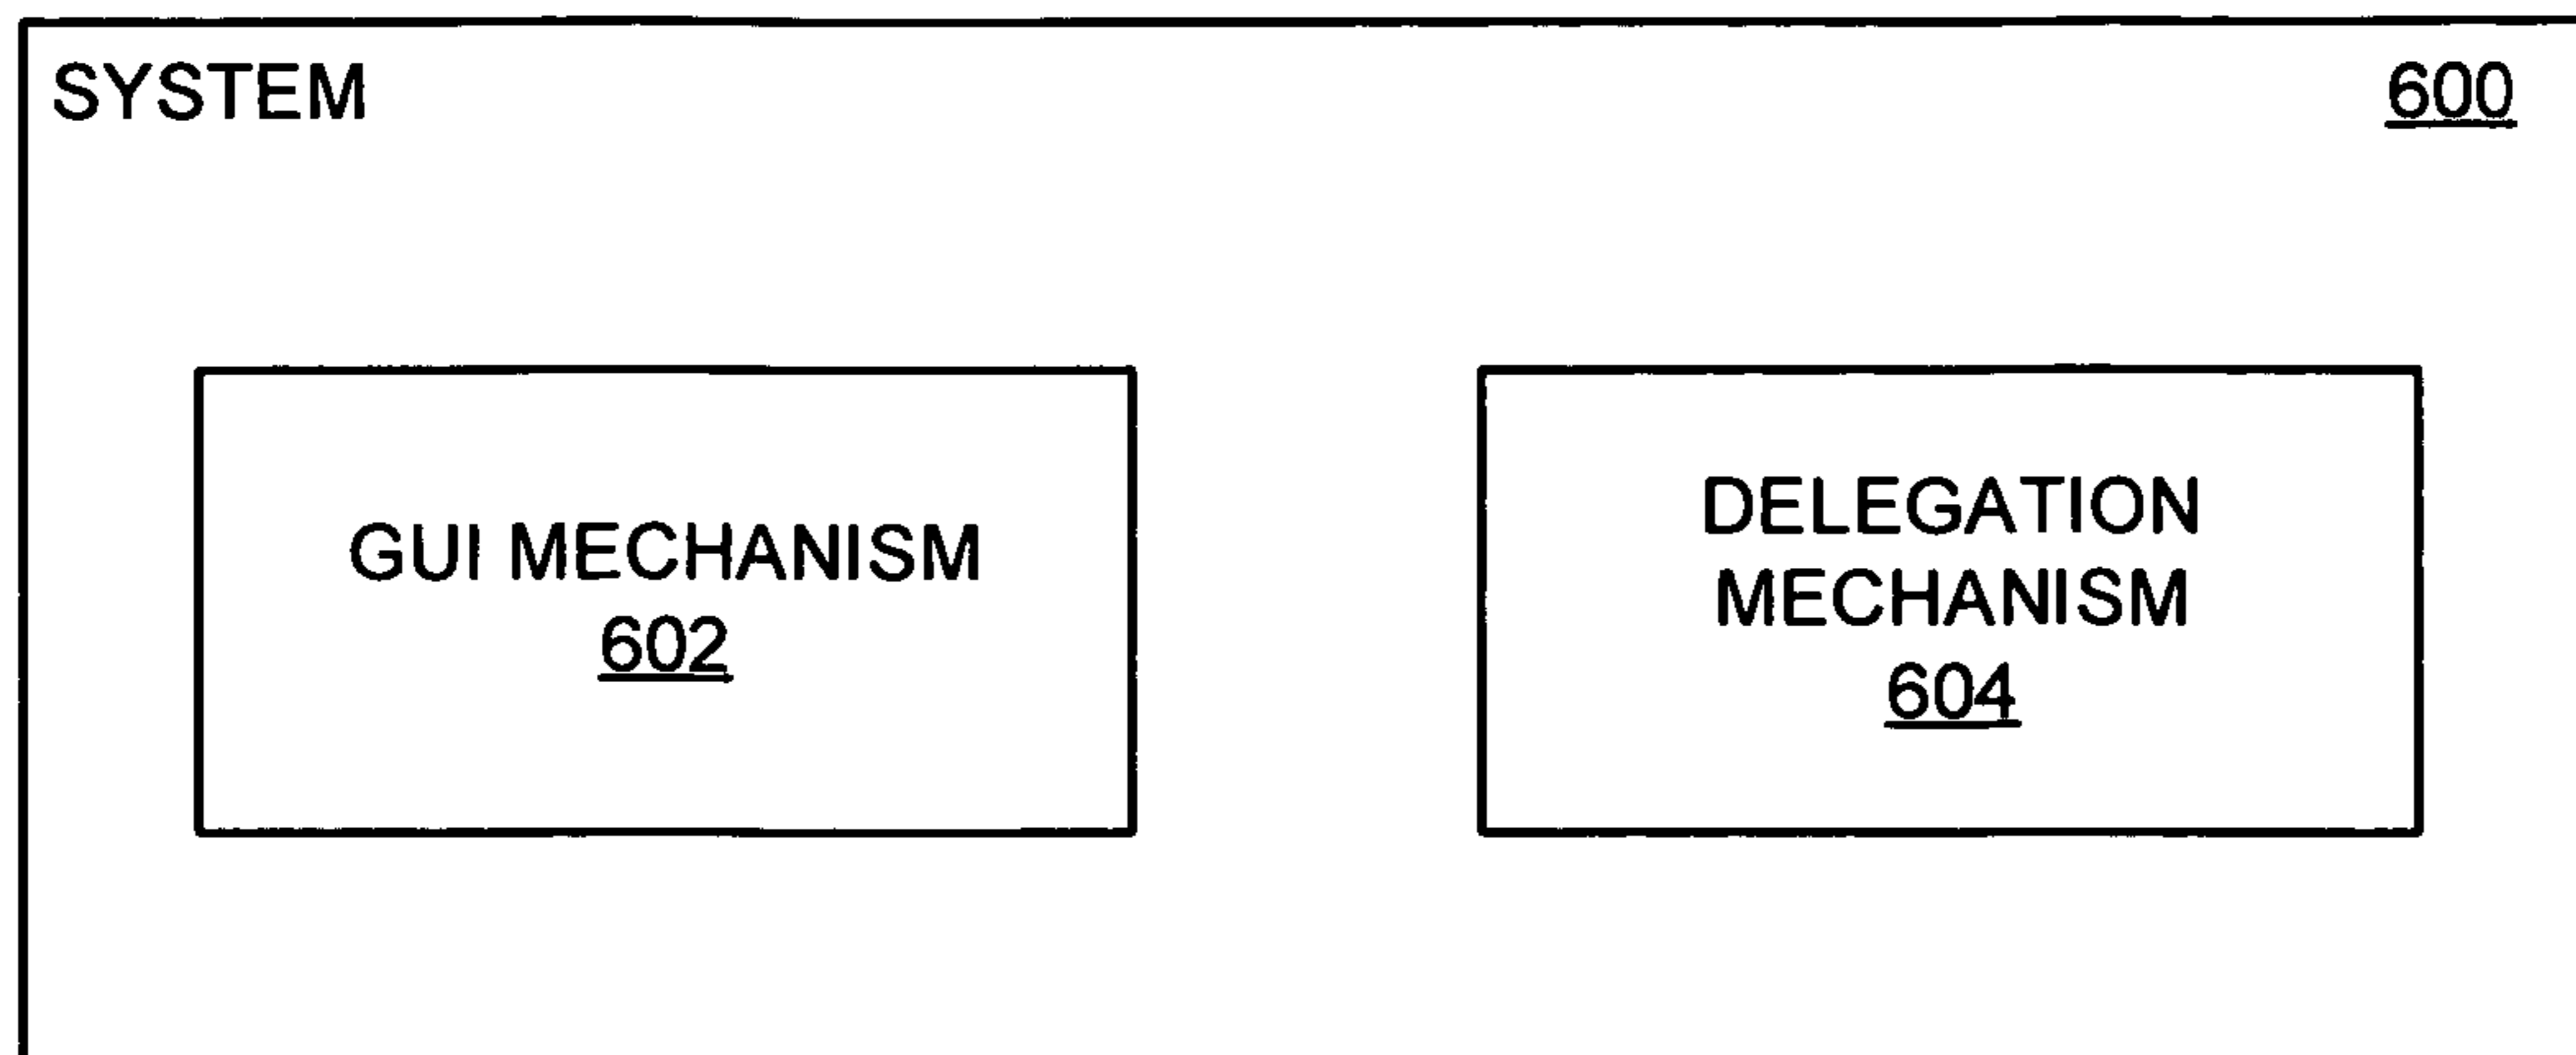 SYSTEM 600
GUI MECHANISM
602
DELEGATION
MECHANISM
604